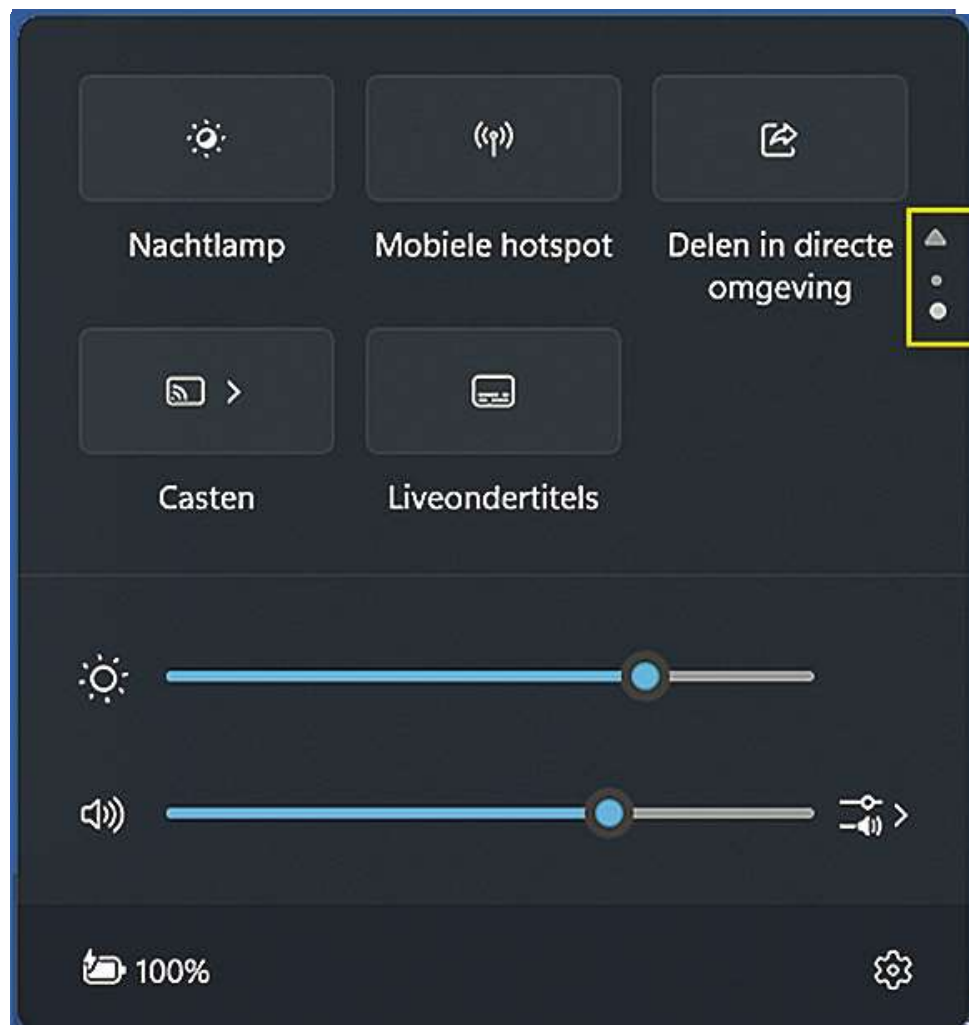 Nachtlamp
Mobiele hotspot
Delen in directe
omgeving
Casten
Liveondertitels
100%